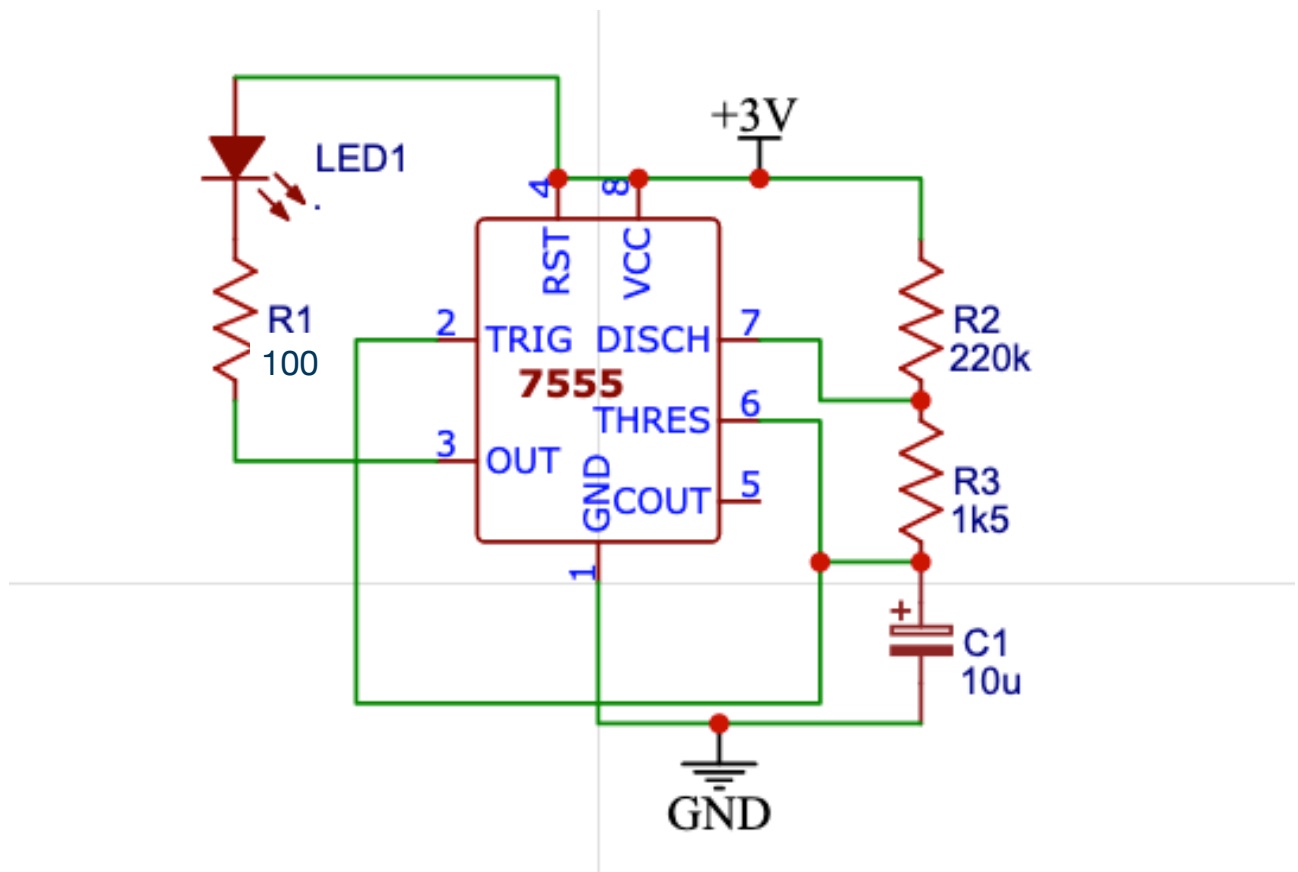 +3V
LED1
.
4
8
RST
VCC
R1
100
R2
220k
2
TRIG
DISCH
7
7555
THRES
6
3
OUT
GND
COUT
5
R3
1k5
1
+
C1
10u
GND